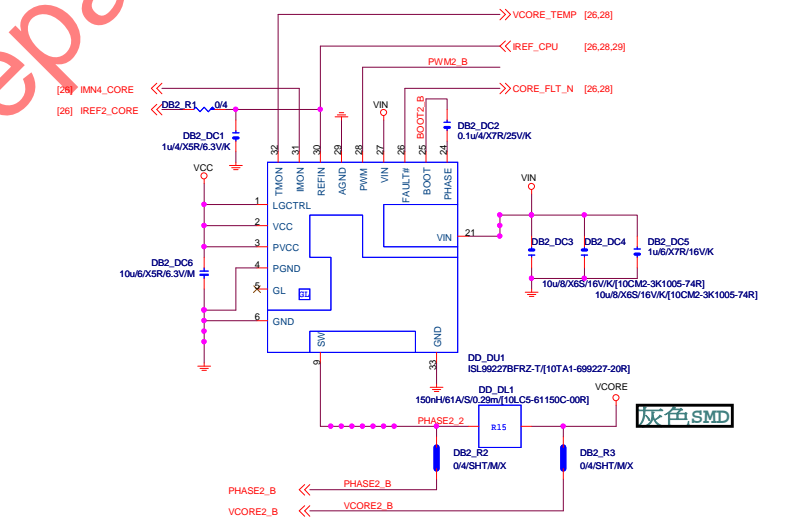 epa
VCORE_TEMP [26,28]
IREF_CPU [26,28,29]
PWM2_B
[26] IMN4_CORE
CORE_FLT_N [26,28]
[26] IREF2_CORE
DB2_R1 0/4
VIN
BOOT2_B
DB2_DC2
0.1u/4/X7R/25V/K
DB2_DC1
1u/4/X5R/6.3V/K
32 31 30 29 28 27 26 25 24
VCC
TMON IMON REFIN AGND PWM VIN FAULT# BOOT PHASE
VIN
1 LGCTRL
2 VCC
VIN 21
3 PVCC
DB2_DC3 DB2_DC4 DB2_DC5
1u/6/X7R/16V/K
4 PGND
DB2_DC6
10u/6/X5R/6.3V/M
10u/8/X6S/16V/K/[10CM2-3K1005-74R]
5 GL
GL
10u/8/X6S/16V/K/[10CM2-3K1005-74R]
6 GND
SW GND
9 33
DD_DU1
ISL99227BFRZ-T/[10TA1-699227-20R]
DD_DL1
VCORE
150nH/61A/S/0.29m/[10LC5-61150C-00R]
PHASE2_2
R15
灰色SMD
DB2_R2
0/4/SHT/M/X
DB2_R3
0/4/SHT/M/X
PHASE2_B PHASE2_B
VCORE2_B VCORE2_B